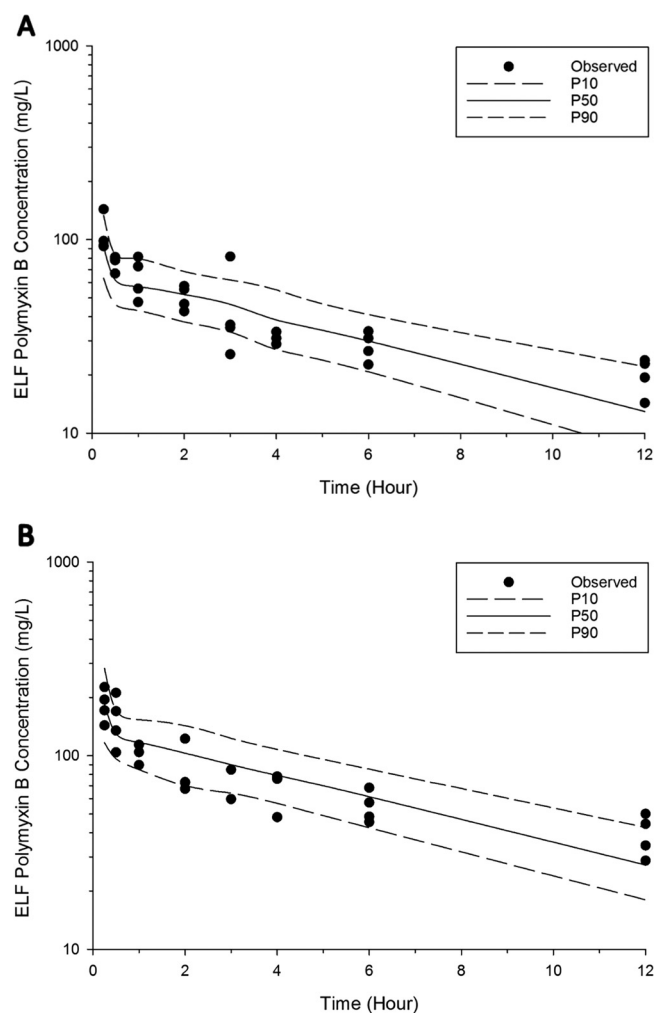 A
1000
100
10
ELF Polymyxin B Concentration (mg/L)
Observed
P10
P50
P90
0 2 4 6 8 10 12
Time (Hour)
B
1000
100
10
ELF Polymyxin B Concentration (mg/L)
Observed
P10
P50
P90
0 2 4 6 8 10 12
Time (Hour)